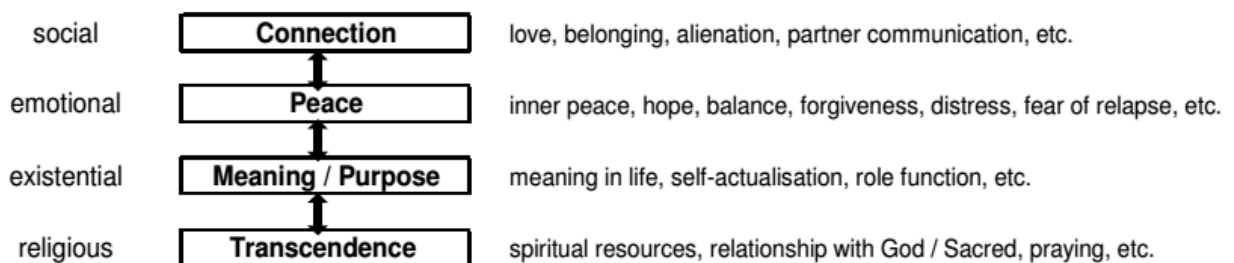 social Connection love, belonging, alienation, partner communication, etc.
emotional Peace inner peace, hope, balance, forgiveness, distress, fear of relapse, etc.
existential Meaning / Purpose meaning in life, self-actualisation, role function, etc.
religious Transcendence spiritual resources, relationship with God / Sacred, praying, etc.